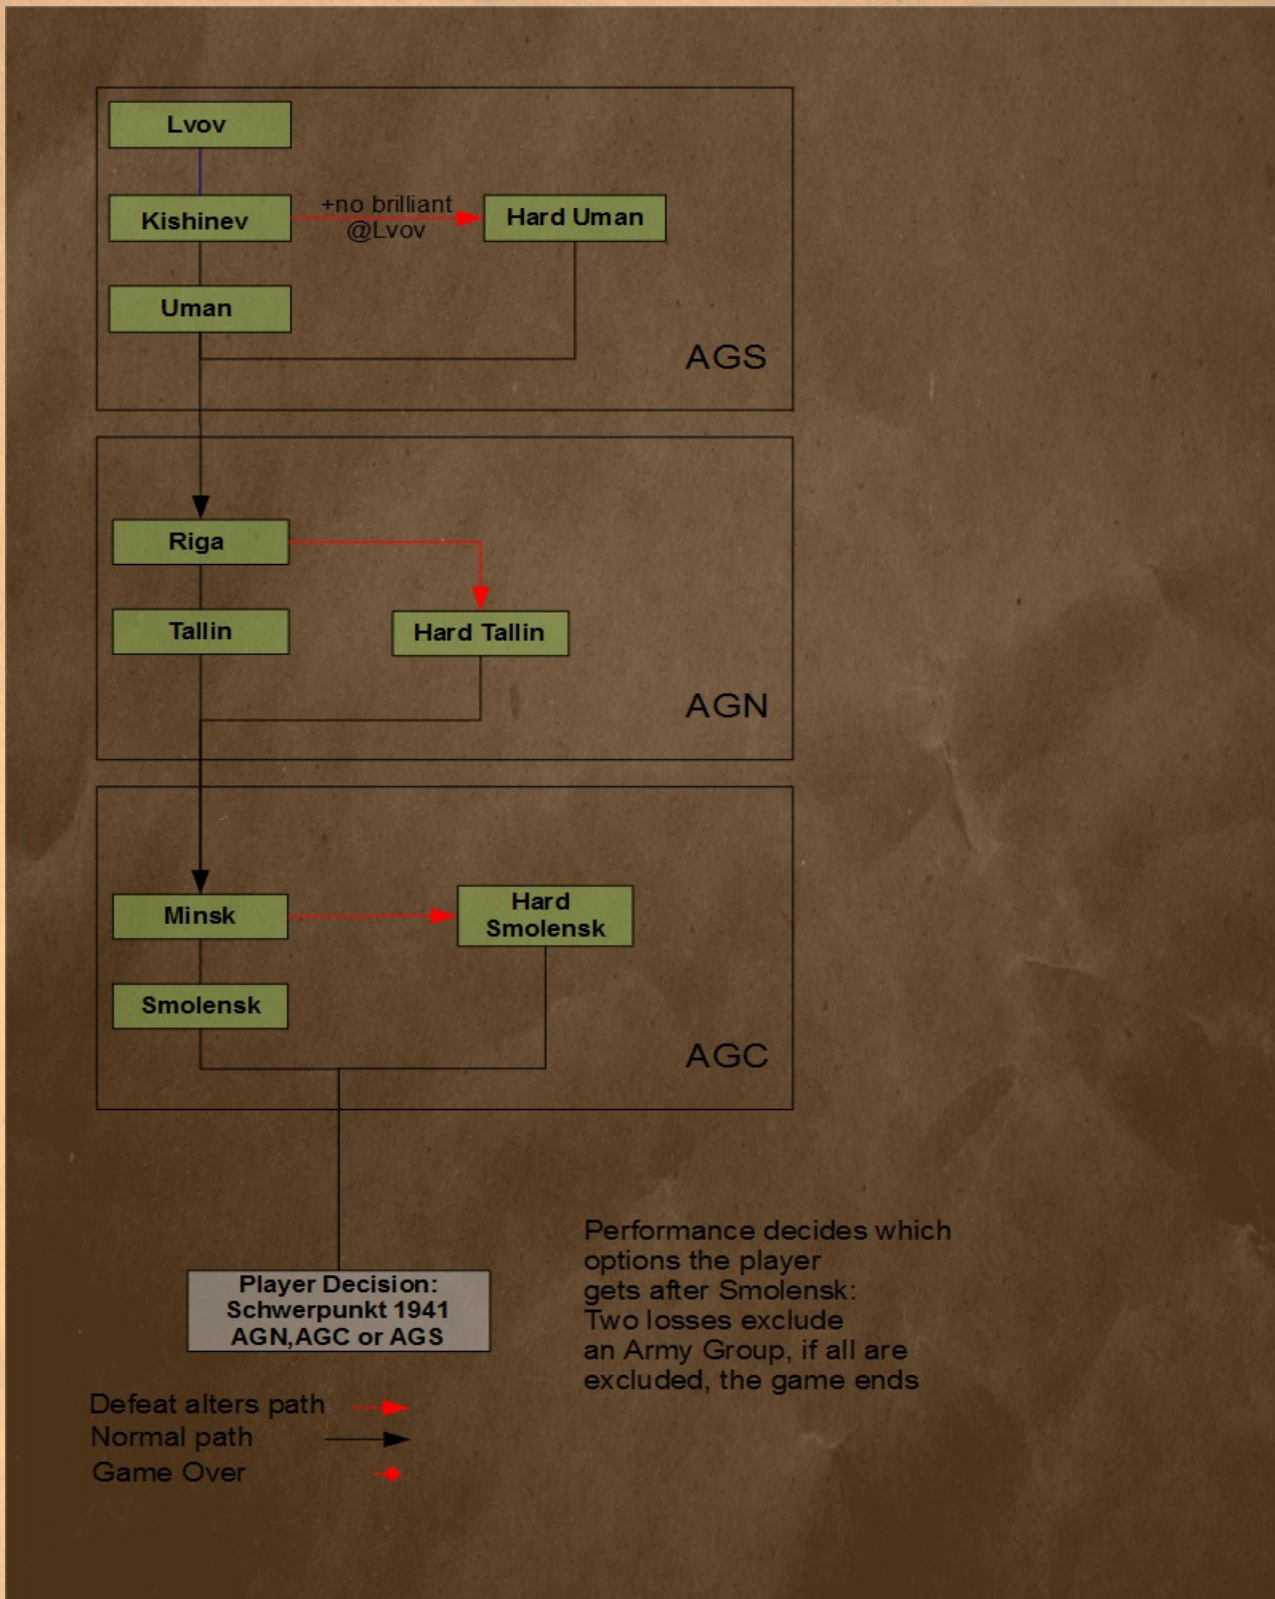 Lvov
Kishinev
+no brilliant
@Lvov
Hard Uman
Uman
AGS
Riga
Tallin
Hard Tallin
AGN
Minsk
Hard
Smolensk
Smolensk
AGC
Player Decision:
Schwerpunkt 1941
AGN,AGC or AGS
Performance decides which
options the player
gets after Smolensk:
Two losses exclude
an Army Group, if all are
excluded, the game ends
Defeat alters path
Normal path
Game Over